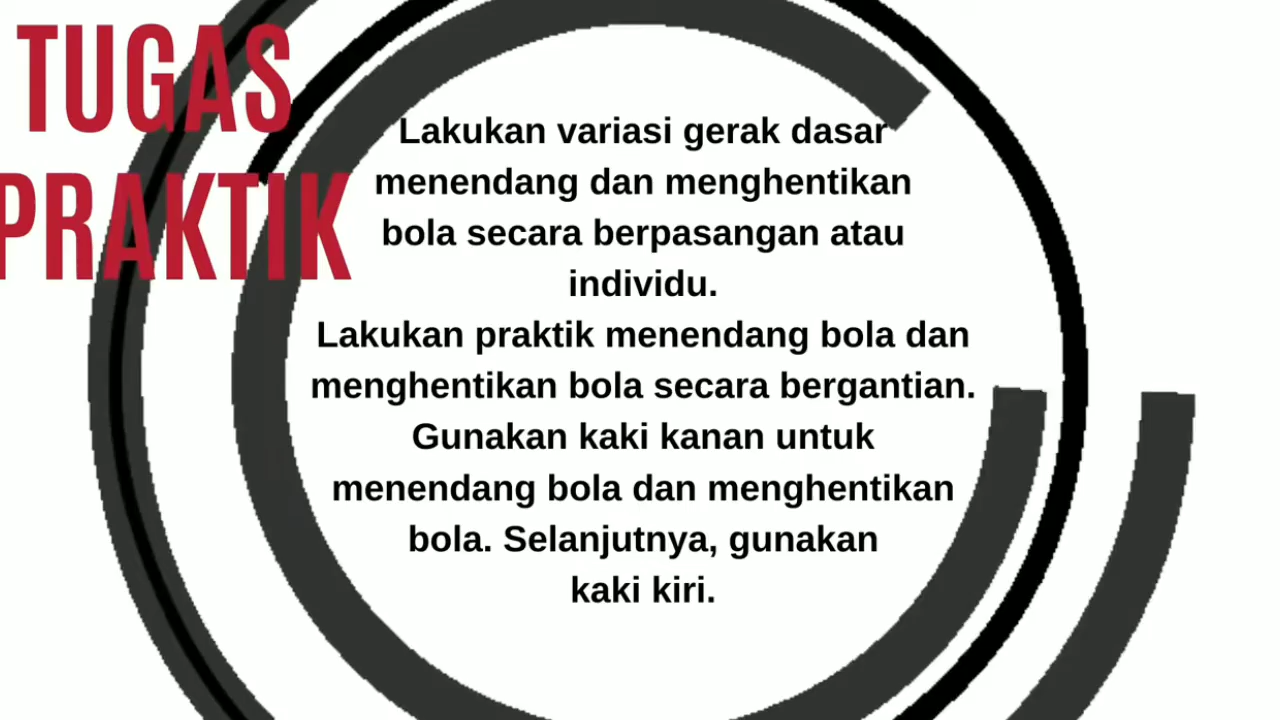 TUGAS
PRAKTIK
Lakukan variasi gerak dasar
menendang dan menghentikan
bola secara berpasangan atau
individu.
Lakukan praktik menendang bola dan
menghentikan bola secara bergantian.
Gunakan kaki kanan untuk
menendang bola dan menghentikan
bola. Selanjutnya, gunakan
kaki kiri.